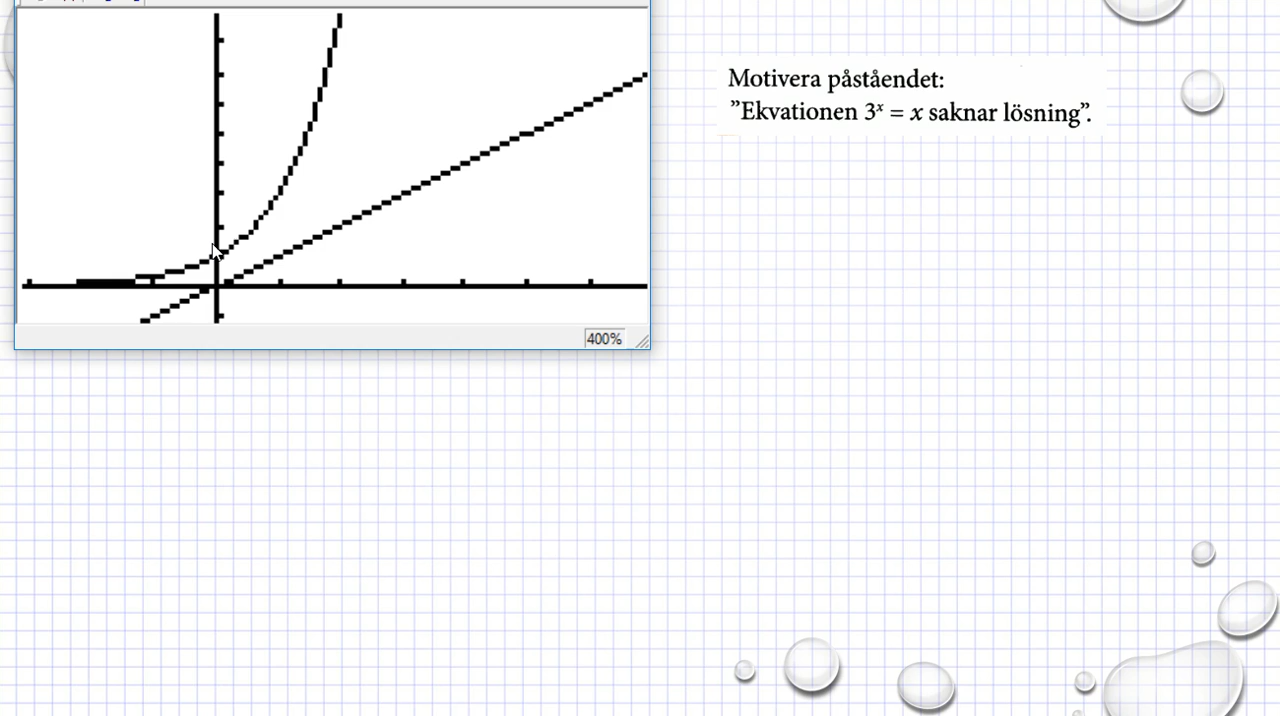 Motivera påståendet:
”Ekvationen 3ˣ = x saknar lösning”.
400%